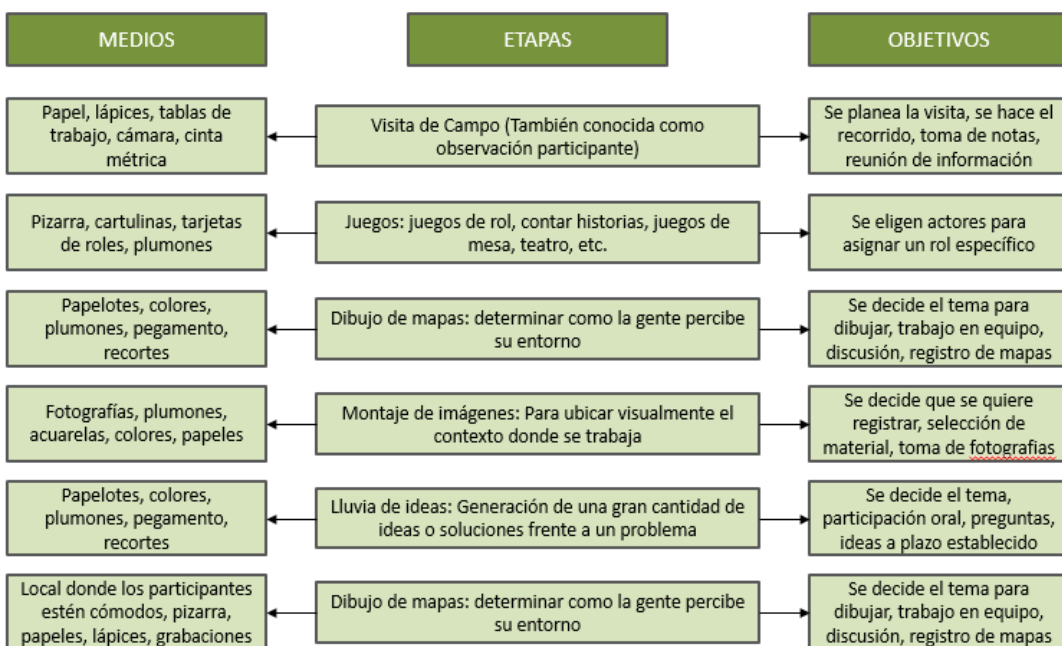 MEDIOS
ETAPAS
OBJETIVOS
Papel, lápices, tablas de
trabajo, cámara, cinta
métrica
Visita de Campo (También conocida como
observación participante)
Se planea la visita, se hace el
recorrido, toma de notas,
reunión de información
Pizarra, cartulinas, tarjetas
de roles, plumones
Juegos: juegos de rol, contar historias, juegos de
mesa, teatro, etc.
Se eligen actores para
asignar un rol específico
Papelotes, colores,
plumones, pegamento,
recortes
Dibujo de mapas: determinar como la gente percibe
su entorno
Se decide el tema para
dibujar, trabajo en equipo,
discusión, registro de mapas
Fotografías, plumones,
acuarelas, colores, papeles
Montaje de imágenes: Para ubicar visualmente el
contexto donde se trabaja
Se decide que se quiere
registrar, selección de
material, toma de fotografias
Papelotes, colores,
plumones, pegamento,
recortes
Lluvia de ideas: Generación de una gran cantidad de
ideas o soluciones frente a un problema
Se decide el tema,
participación oral, preguntas,
ideas a plazo establecido
Local donde los participantes
estén cómodos, pizarra,
papeles, lápices, grabaciones
Dibujo de mapas: determinar como la gente percibe
su entorno
Se decide el tema para
dibujar, trabajo en equipo,
discusión, registro de mapas